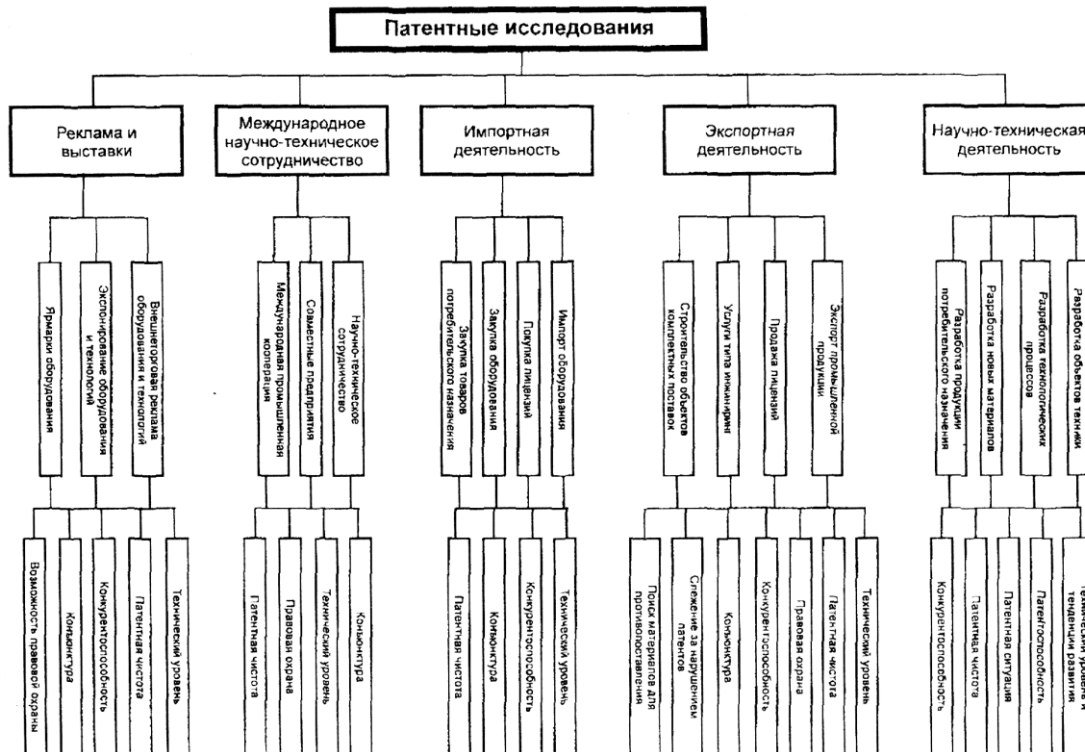 Патентные исследования
Реклама и
выставки
Международное
научно-техническое
сотрудничество
Импортная
деятельность
Экспортная
деятельность
Научно-техническая
деятельность
Ярмарки оборудования
Экспонирование оборудования
и технологий
Внешнеторговая реклама
оборудования и технологий
Международная промышленная
кооперация
Совместные предприятия
Научно-техническое
сотрудничество
Закупка товаров
потребительского назначения
Закупка оборудования
Покупка лицензий
Импорт оборудования
Строительство объектов
комплектных поставок
Услуги типа инжиниринг
Продажа лицензий
Экспорт промышленной
продукции
Разработка продукции
потребительского назначения
Разработка новых материалов
Разработка технологических
процессов
Разработка объектов техники
Возможность правовой охраны
Конъюнктура
Конкурентоспособность
Патентная чистота
Технический уровень
Патентная чистота
Правовая охрана
Технический уровень
Конъюнктура
Патентная чистота
Конъюнктура
Конкурентоспособность
Технический уровень
Поиск материалов для
противопоставления
Слежение за нарушением
патентов
Конъюнктура
Конкурентоспособность
Правовая охрана
Патентная чистота
Технический уровень
Конкурентоспособность
Патентная чистота
Патентная ситуация
Патентоспособность
Технический уровень и
тенденции развития